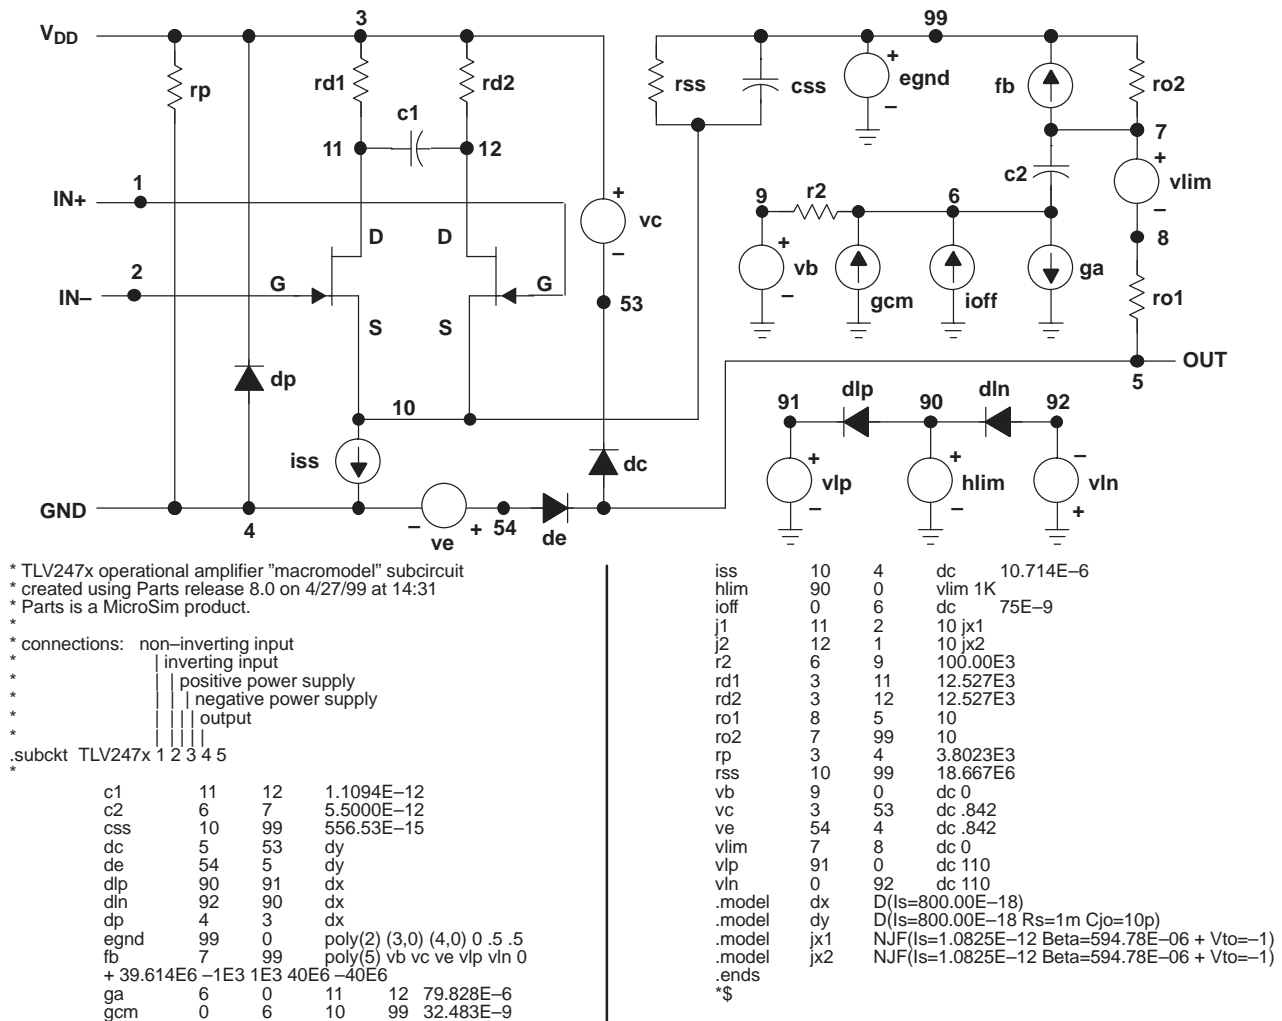 3
99
VDD
rp
rd1
rd2
rss
css
+
egnd
–
fb
ro2
c1
11
12
7
c2
+
vlim
–
1
IN+
9
r2
6
8
+
vc
–
D
D
+
vb
–
gcm
ioff
ga
ro1
2
IN–
G
G
53
S
S
OUT
5
dp
dlp
dln
91
90
92
10
iss
dc
+
vlp
–
+
hlim
–
–
vln
+
GND
4
–
+
ve
54
de
* TLV247x operational amplifier ”macromodel” subcircuit
* created using Parts release 8.0 on 4/27/99 at 14:31
* Parts is a MicroSim product.
*
* connections: non–inverting input
* | inverting input
* | | positive power supply
* | | | negative power supply
* | | | | output
* | | | | |
.subckt TLV247x 1 2 3 4 5
*
c1 11 12 1.1094E–12
c2 6 7 5.5000E–12
css 10 99 556.53E–15
dc 5 53 dy
de 54 5 dy
dlp 90 91 dx
dln 92 90 dx
dp 4 3 dx
egnd 99 0 poly(2) (3,0) (4,0) 0 .5 .5
fb 7 99 poly(5) vb vc ve vlp vln 0
+ 39.614E6 –1E3 1E3 40E6 –40E6
ga 6 0 11 12 79.828E–6
gcm 0 6 10 99 32.483E–9
iss 10 4 dc 10.714E–6
hlim 90 0 vlim 1K
ioff 0 6 dc 75E–9
j1 11 2 10 jx1
j2 12 1 10 jx2
r2 6 9 100.00E3
rd1 3 11 12.527E3
rd2 3 12 12.527E3
ro1 8 5 10
ro2 7 99 10
rp 3 4 3.8023E3
rss 10 99 18.667E6
vb 9 0 dc 0
vc 3 53 dc .842
ve 54 4 dc .842
vlim 7 8 dc 0
vlp 91 0 dc 110
vln 0 92 dc 110
.model dx D(Is=800.00E–18)
.model dy D(Is=800.00E–18 Rs=1m Cjo=10p)
.model jx1 NJF(Is=1.0825E–12 Beta=594.78E–06 + Vto=–1)
.model jx2 NJF(Is=1.0825E–12 Beta=594.78E–06 + Vto=–1)
.ends
*$